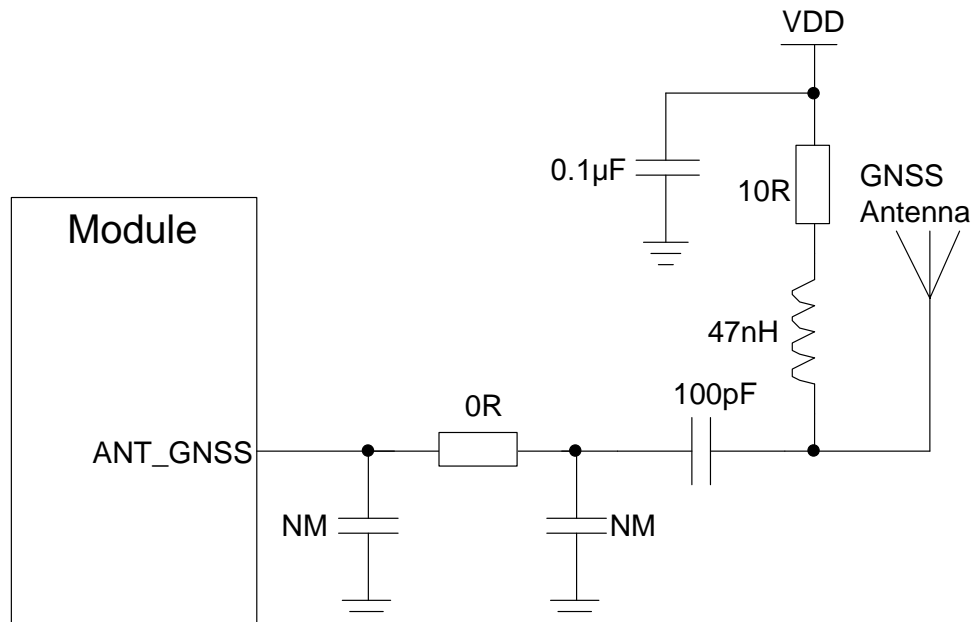 VDD
0.1µF
10R
GNSS
Antenna
Module
47nH
100pF
0R
ANT_GNSS
NM
NM